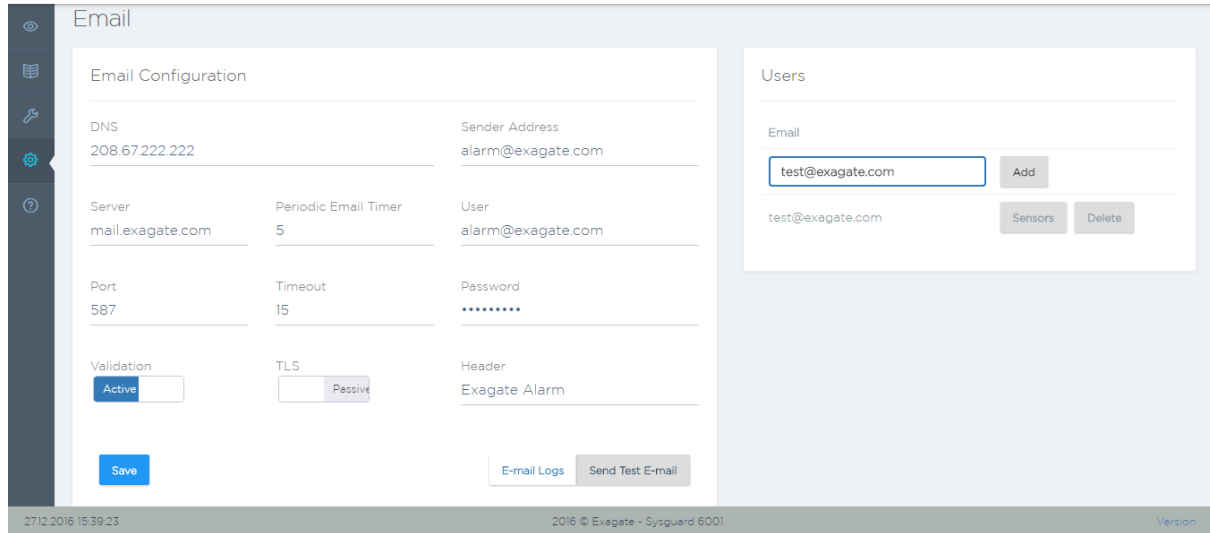 Email
Email Configuration
DNS
208.67.222.222
Sender Address
alarm@exagate.com
Server
mail.exagate.com
Periodic Email Timer
5
User
alarm@exagate.com
Port
587
Timeout
15
Password
•••••••••
Validation
Active
TLS
Passive
Header
Exagate Alarm
Save
E-mail Logs
Send Test E-mail
Users
Email
test@exagate.com
Add
test@exagate.com
Sensors
Delete
27.12.2016 15:39:23
2016 © Exagate - Sysguard 6001
Version